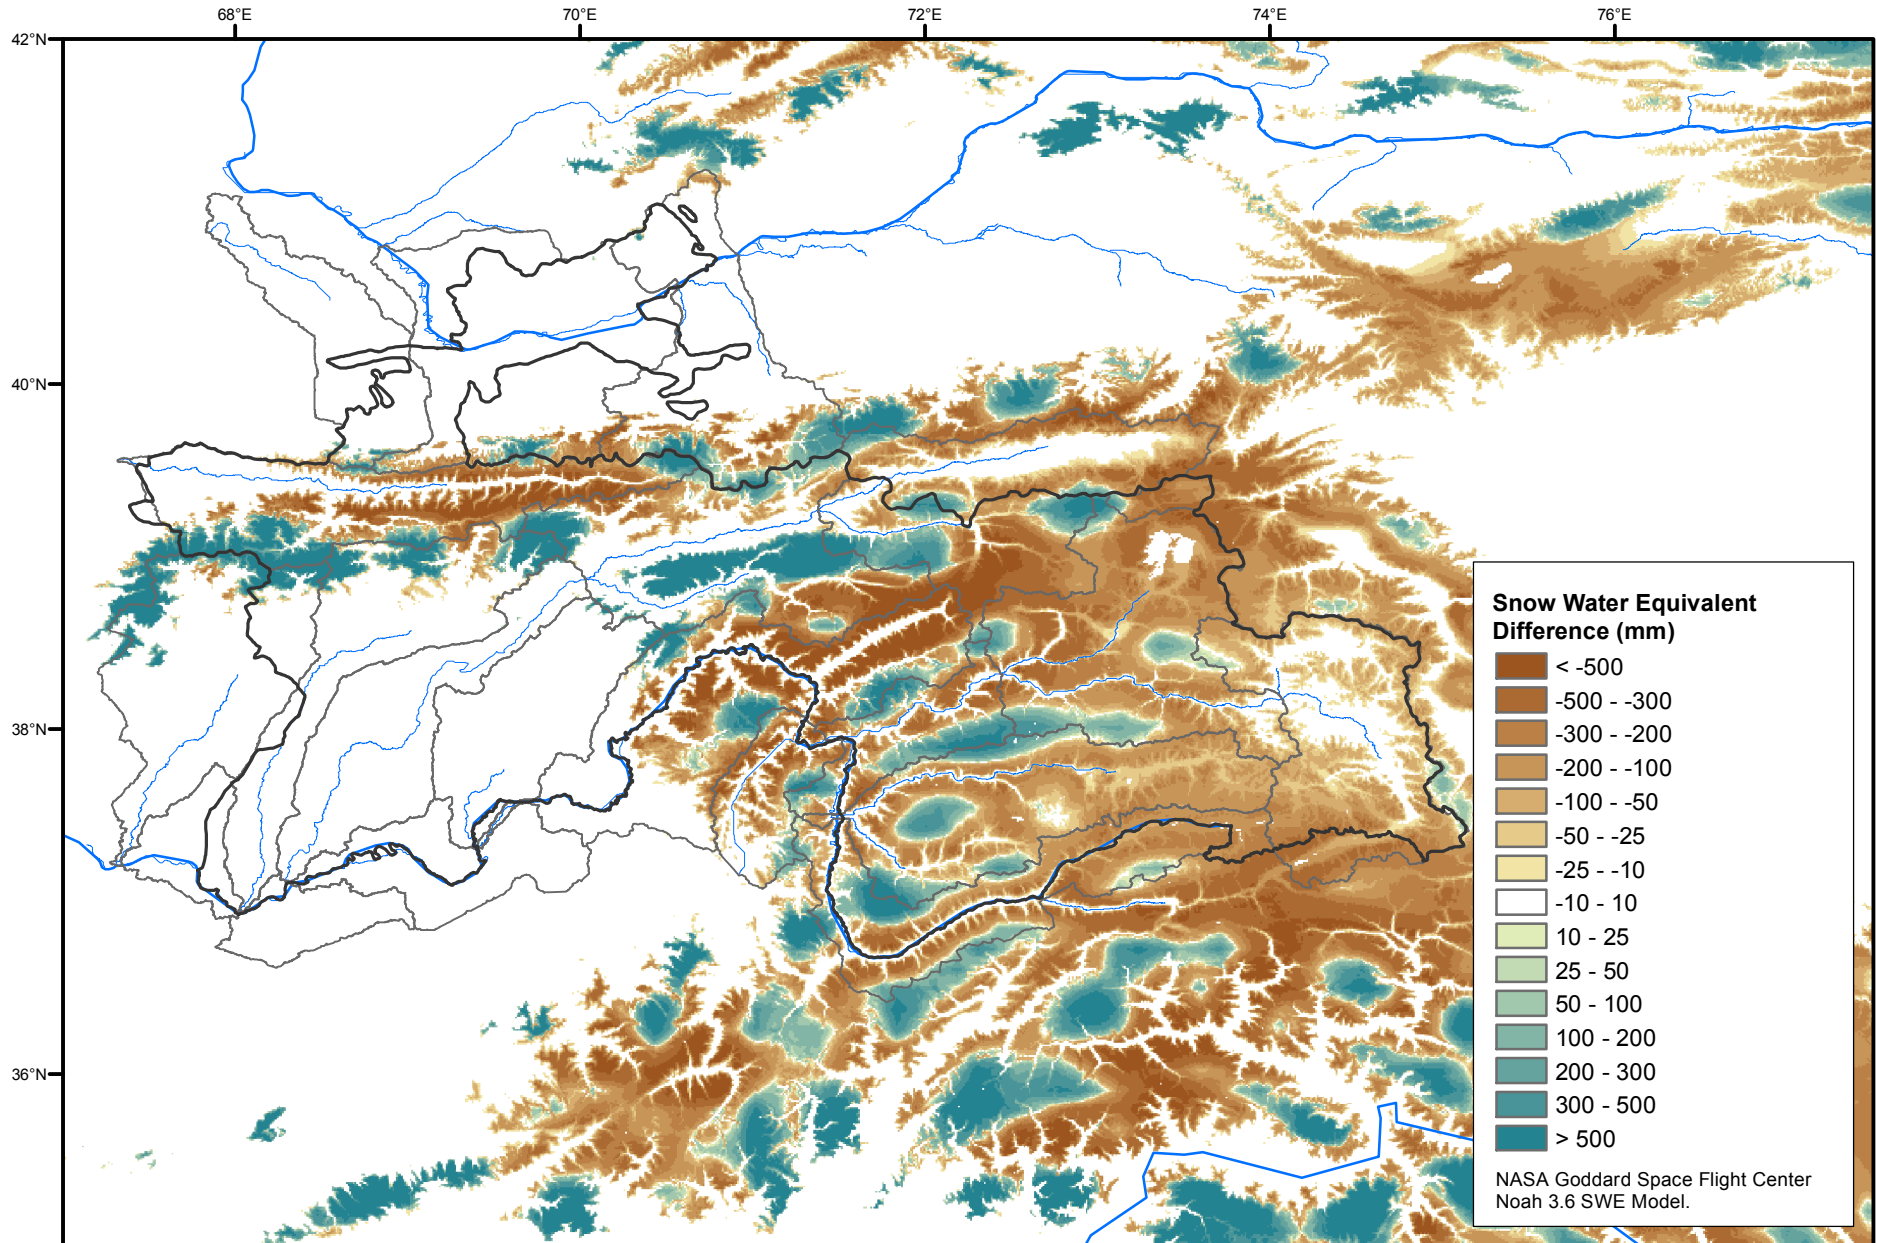 68°E
70°E
72°E
74°E
76°E
42°N
40°N
38°N
36°N
Snow Water Equivalent
Difference (mm)
< -500
-500 - -300
-300 - -200
-200 - -100
-100 - -50
-50 - -25
-25 - -10
-10 - 10
10 - 25
25 - 50
50 - 100
100 - 200
200 - 300
300 - 500
> 500
NASA Goddard Space Flight Center
Noah 3.6 SWE Model.